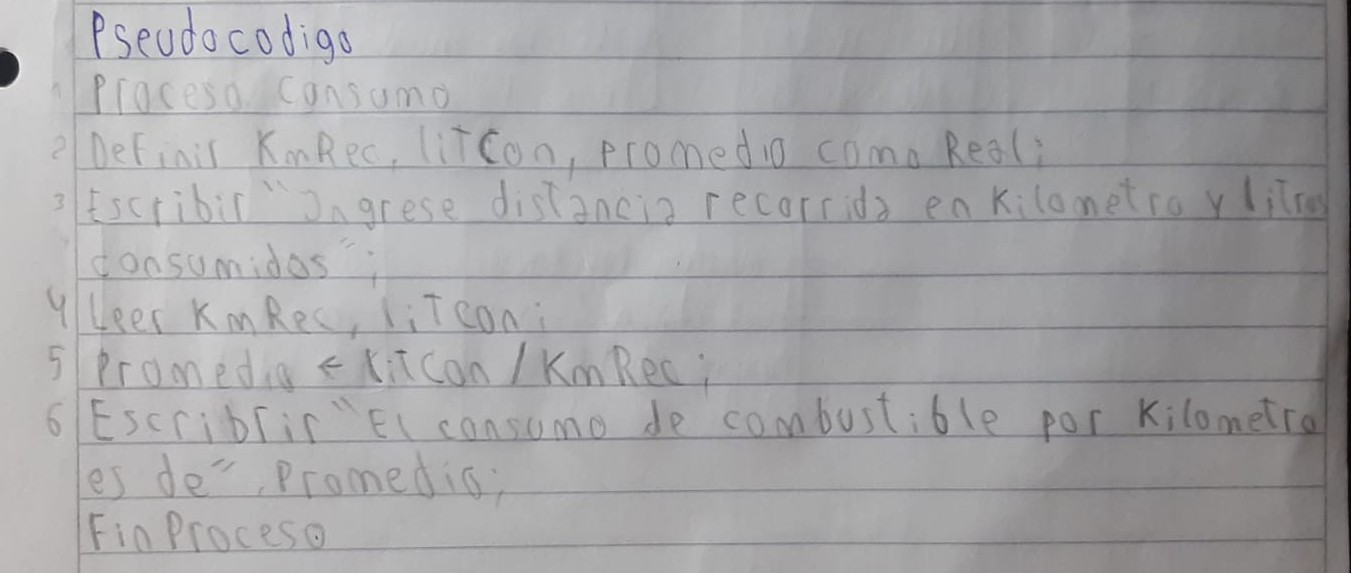 Pseudocodigo
1 Proceso Consumo
2 Definir KmRec, litCon, promedio como Real;
3 Escribir "Ingrese distancia recorrida en Kilometro y litros
consumidos";
4 Leer KmRec, litcon;
5 Promedio ← LitCon / KmRec;
6 Escribrir "El consumo de combustible por Kilometro
es de", Promedio;
FinProceso